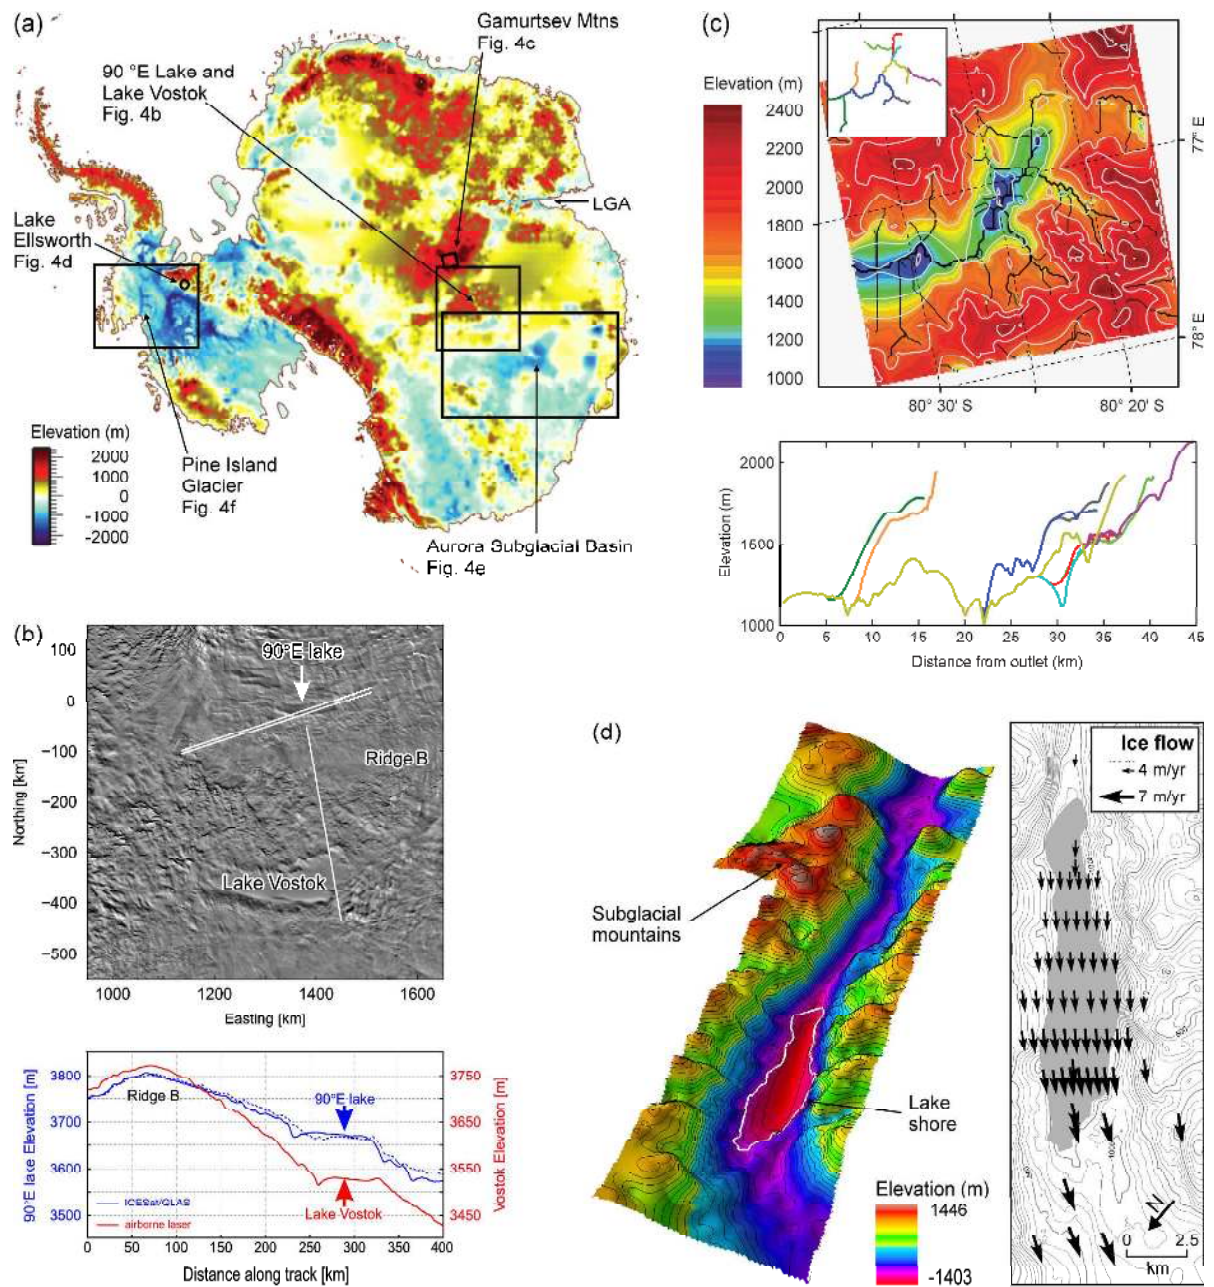 (a)
Gamurtsev Mtns
Fig. 4c
90 °E Lake and
Lake Vostok
Fig. 4b
LGA
Lake
Ellsworth
Fig. 4d
Elevation (m)
2000
1000
0
-1000
-2000
Pine Island
Glacier
Fig. 4f
Aurora Subglacial Basin
Fig. 4e
(c)
Elevation (m)
2400
2200
2000
1800
1600
1400
1200
1000
77° E
78° E
80° 30' S
80° 20' S
Elevation (m)
2000
1500
1000
0
5
10
15
20
25
30
35
40
45
Distance from outlet (km)
(b)
Northing [km]
100
0
−100
−200
−300
−400
−500
90°E lake
Ridge B
Lake Vostok
1000
1200
1400
1600
Easting [km]
90°E lake Elevation [m]
3800
3750
3700
3650
3600
3550
3500
Ridge B
90°E lake
Lake Vostok
ICESat/GLAS
airborne laser
3750
3650
3550
3450
Vostok Elevation [m]
0
50
100
150
200
250
300
350
400
Distance along track [km]
(d)
Subglacial
mountains
Lake
shore
Elevation (m)
1446
-1403
Ice flow
4 m/yr
7 m/yr
N
0
2.5
km